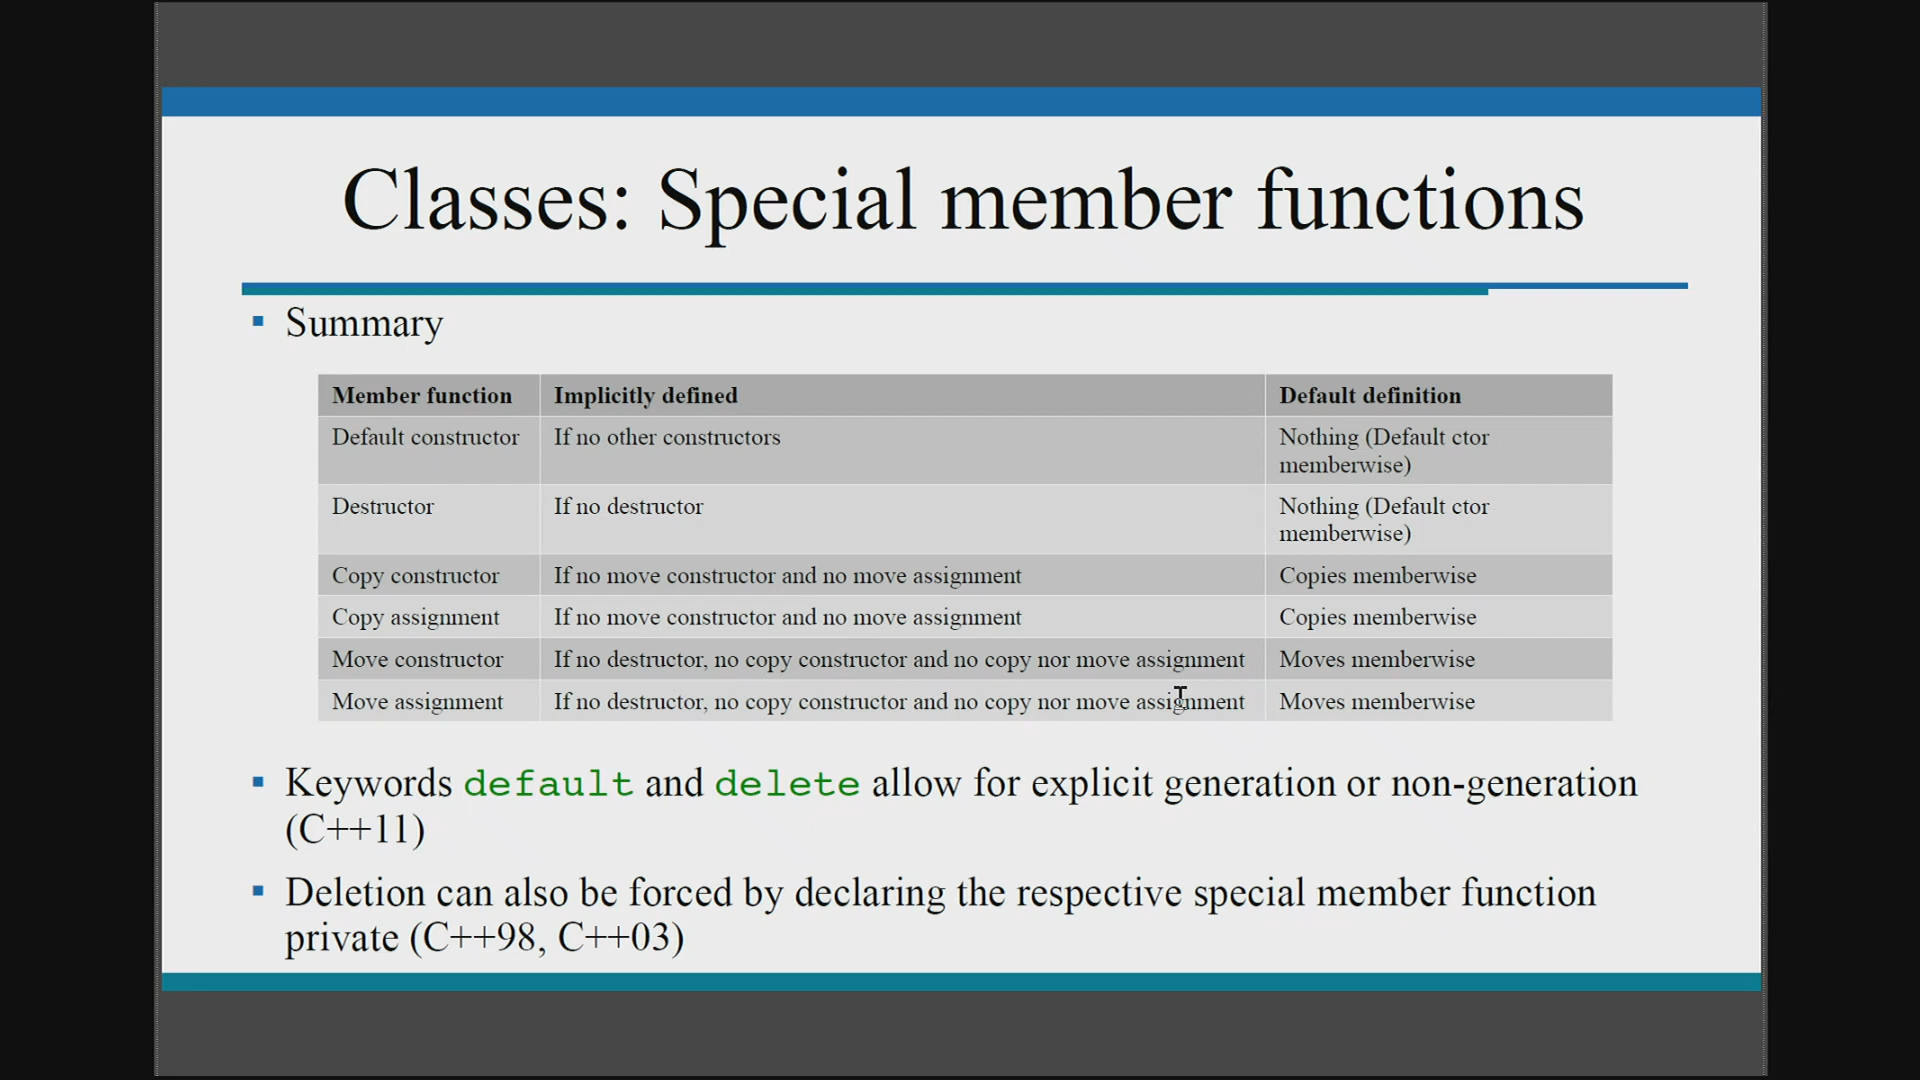 Classes: Special member functions
Summary
Member function Implicitly defined Default definition
Default constructor If no other constructors Nothing (Default ctor
memberwise)
Destructor If no destructor Nothing (Default ctor
memberwise)
Copy constructor If no move constructor and no move assignment Copies memberwise
Copy assignment If no move constructor and no move assignment Copies memberwise
Move constructor If no destructor, no copy constructor and no copy nor move assignment Moves memberwise
Move assignment If no destructor, no copy constructor and no copy nor move assignment Moves memberwise
Keywords default and delete allow for explicit generation or non-generation
(C++11)
Deletion can also be forced by declaring the respective special member function
private (C++98, C++03)